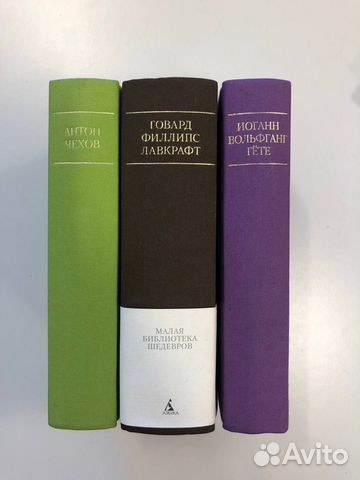 АНТОН
ЧЕХОВ
ГОВАРД
ФИЛЛИПС
ЛАВКРАФТ
МАЛАЯ
БИБЛИОТЕКА
ШЕДЕВРОВ
АЗБУКА
ИОГАНН
ВОЛЬФГАНГ
ГЁТЕ
Avito